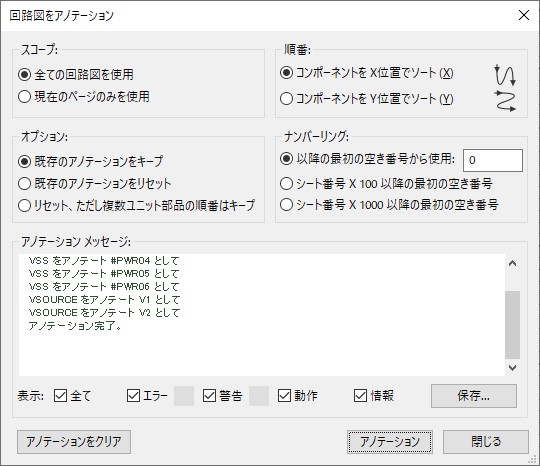 回路図をアノテーション
スコープ:
全ての回路図を使用
現在のページのみを使用
順番:
コンポーネントを X位置でソート (X)
コンポーネントを Y位置でソート (Y)
オプション:
既存のアノテーションをキープ
既存のアノテーションをリセット
リセット、ただし複数ユニット部品の順番はキープ
ナンバーリング:
以降の最初の空き番号から使用: 0
シート番号 X 100 以降の最初の空き番号
シート番号 X 1000 以降の最初の空き番号
アノテーション メッセージ:
VSS をアノテート #PWR04 として
VSS をアノテート #PWR05 として
VSS をアノテート #PWR06 として
VSOURCE をアノテート V1 として
VSOURCE をアノテート V2 として
アノテーション完了。
表示: 全て エラー 警告 動作 情報 保存...
アノテーションをクリア アノテーション 閉じる